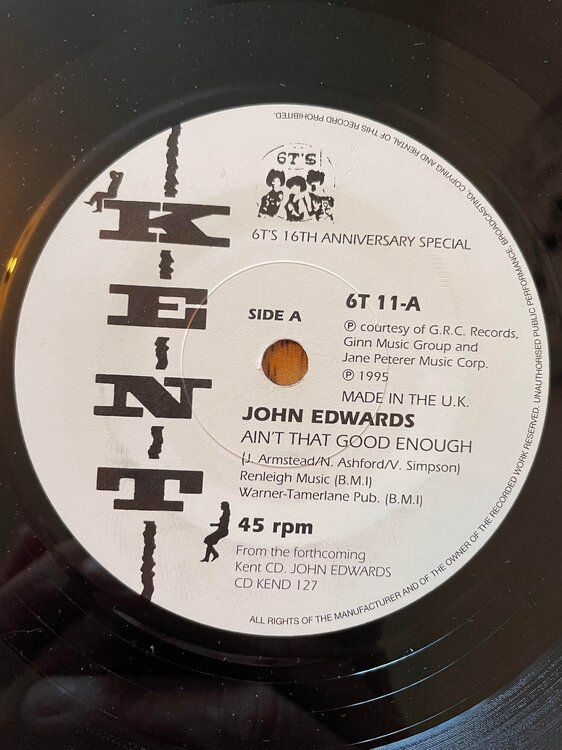 6T'S
6T'S 16TH ANNIVERSARY SPECIAL
KENT
SIDE A
6T 11-A
℗ courtesy of G.R.C. Records,
Ginn Music Group and
Jane Peterer Music Corp.
℗ 1995
MADE IN THE U.K.
JOHN EDWARDS
AIN'T THAT GOOD ENOUGH
(J. Armstead/N. Ashford/V. Simpson)
Renleigh Music (B.M.I)
Warner-Tamerlane Pub. (B.M.I)
45 rpm
From the forthcoming
Kent CD. JOHN EDWARDS
CD KEND 127
ALL RIGHTS OF THE MANUFACTURER AND OF THE OWNER OF THE RECORDED WORK RESERVED. UNAUTHORISED PUBLIC PERFORMANCE, BROADCASTING, COPYING AND RENTAL OF THIS RECORD PROHIBITED.